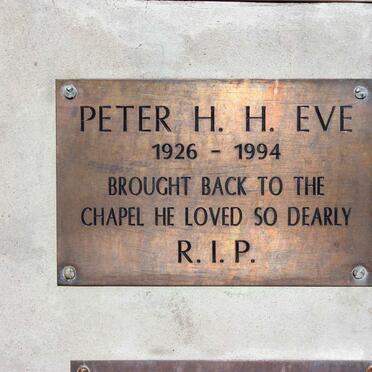 PETER H. H. EVE
1926 - 1994
BROUGHT BACK TO THE
CHAPEL HE LOVED SO DEARLY
R.I.P.